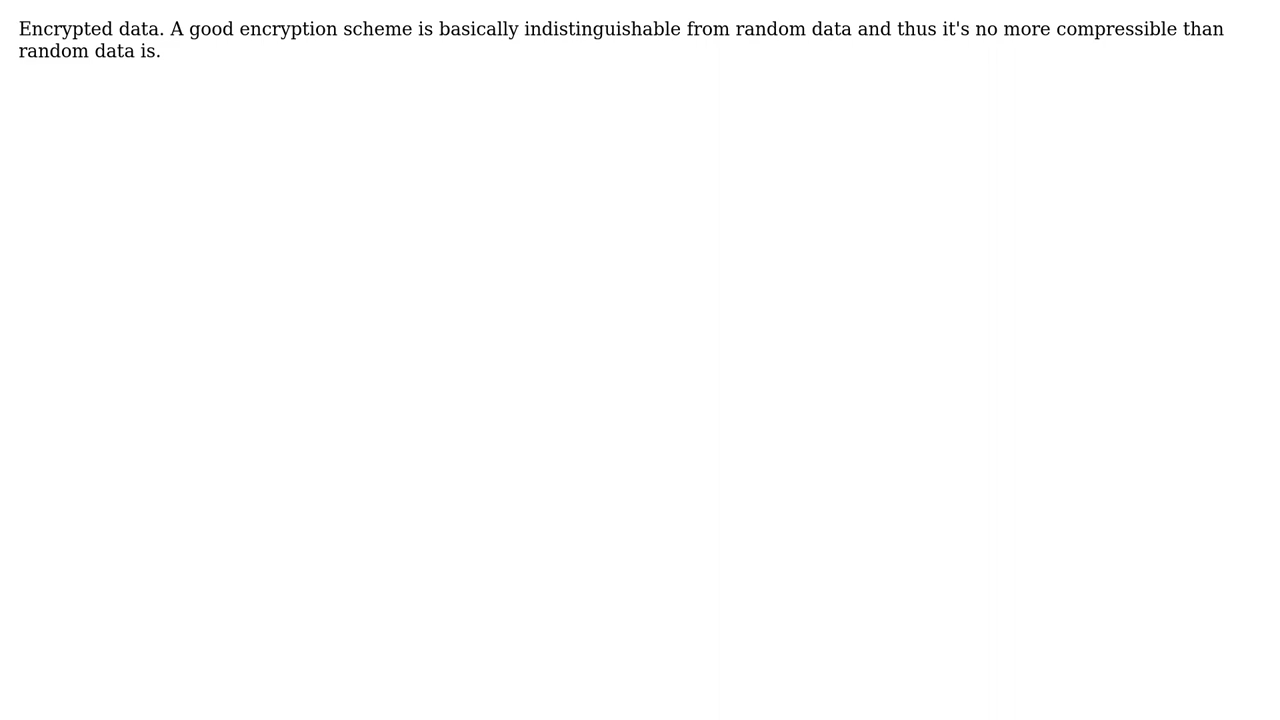 Encrypted data. A good encryption scheme is basically indistinguishable from random data and thus it's no more compressible than
random data is.